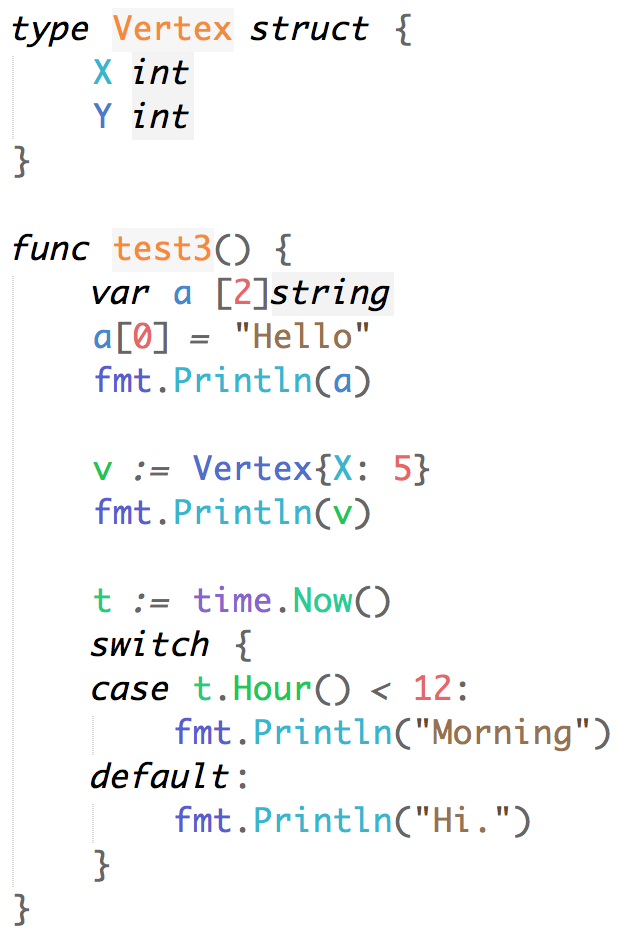 type Vertex struct {
    X int
    Y int
}

func test3() {
    var a [2]string
    a[0] = "Hello"
    fmt.Println(a)

    v := Vertex{X: 5}
    fmt.Println(v)

    t := time.Now()
    switch {
    case t.Hour() < 12:
        fmt.Println("Morning")
    default:
        fmt.Println("Hi.")
    }
}